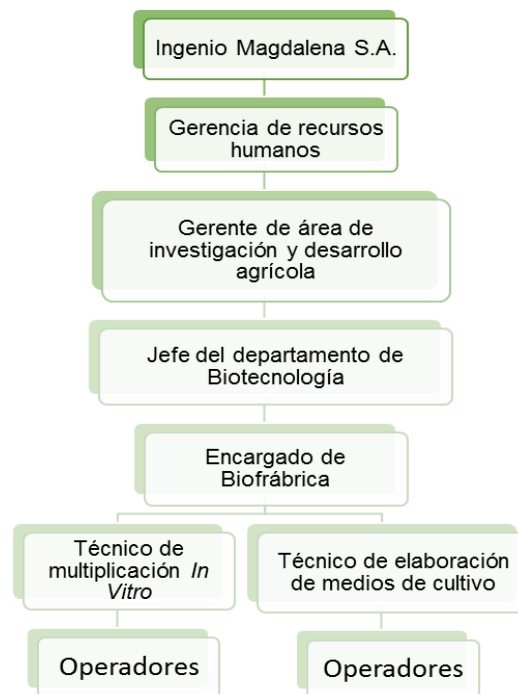 Ingenio Magdalena S.A.
Gerencia de recursos
humanos
Gerente de área de
investigación y desarrollo
agrícola
Jefe del departamento de
Biotecnología
Encargado de
Biofrábrica
Técnico de
multiplicación In
Vitro
Técnico de elaboración
de medios de cultivo
Operadores
Operadores